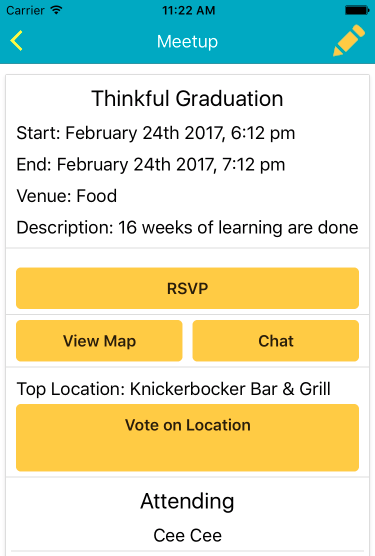 Carrier 11:22 AM
Meetup
Thinkful Graduation
Start: February 24th 2017, 6:12 pm
End: February 24th 2017, 7:12 pm
Venue: Food
Description: 16 weeks of learning are done
RSVP
View Map Chat
Top Location: Knickerbocker Bar & Grill
Vote on Location
Attending
Cee Cee